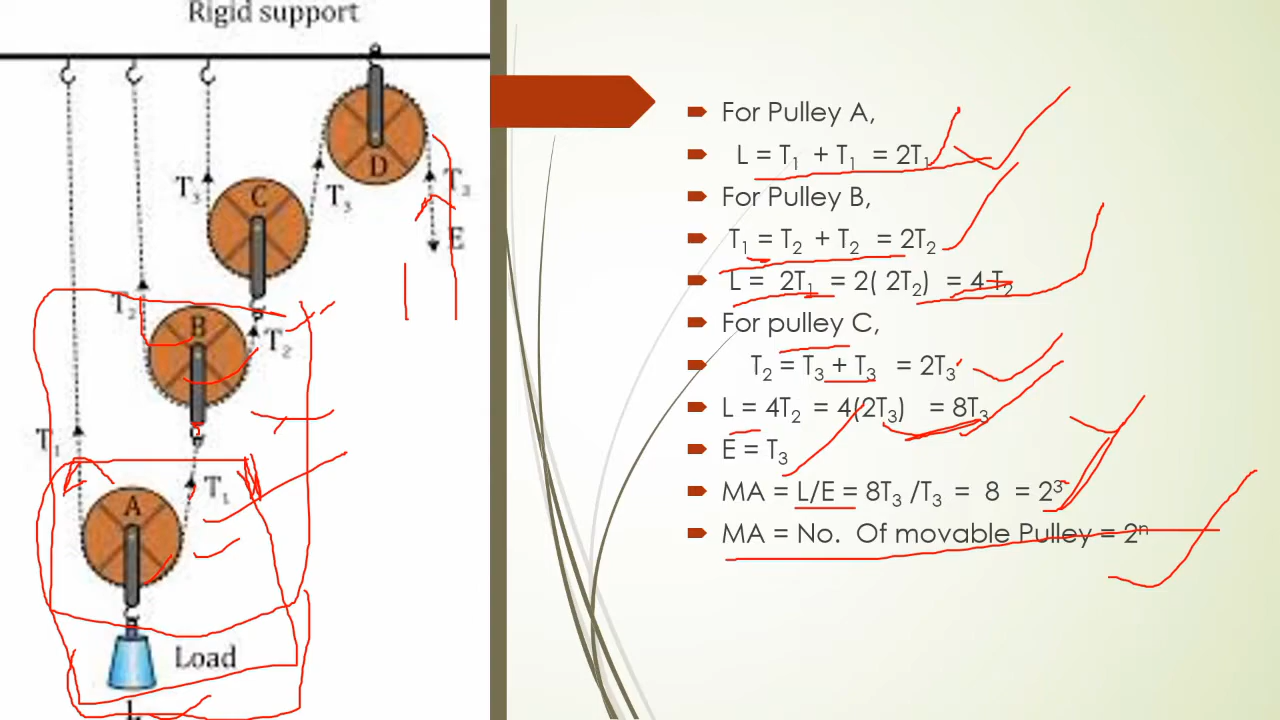 Rigid support
D
T₃
E
C
T₃
T₃
B
T₂
T₂
A
T₁
T₁
Load
L
For Pulley A,
L = T₁ + T₁ = 2T₁
For Pulley B,
T₁ = T₂ + T₂ = 2T₂
L = 2T₁ = 2( 2T₂) = 4 T₂
For pulley C,
T₂ = T₃ + T₃ = 2T₃
L = 4T₂ = 4(2T₃) = 8T₃
E = T₃
MA = L/E = 8T₃ /T₃ = 8 = 2³
MA = No. Of movable Pulley = 2ⁿ